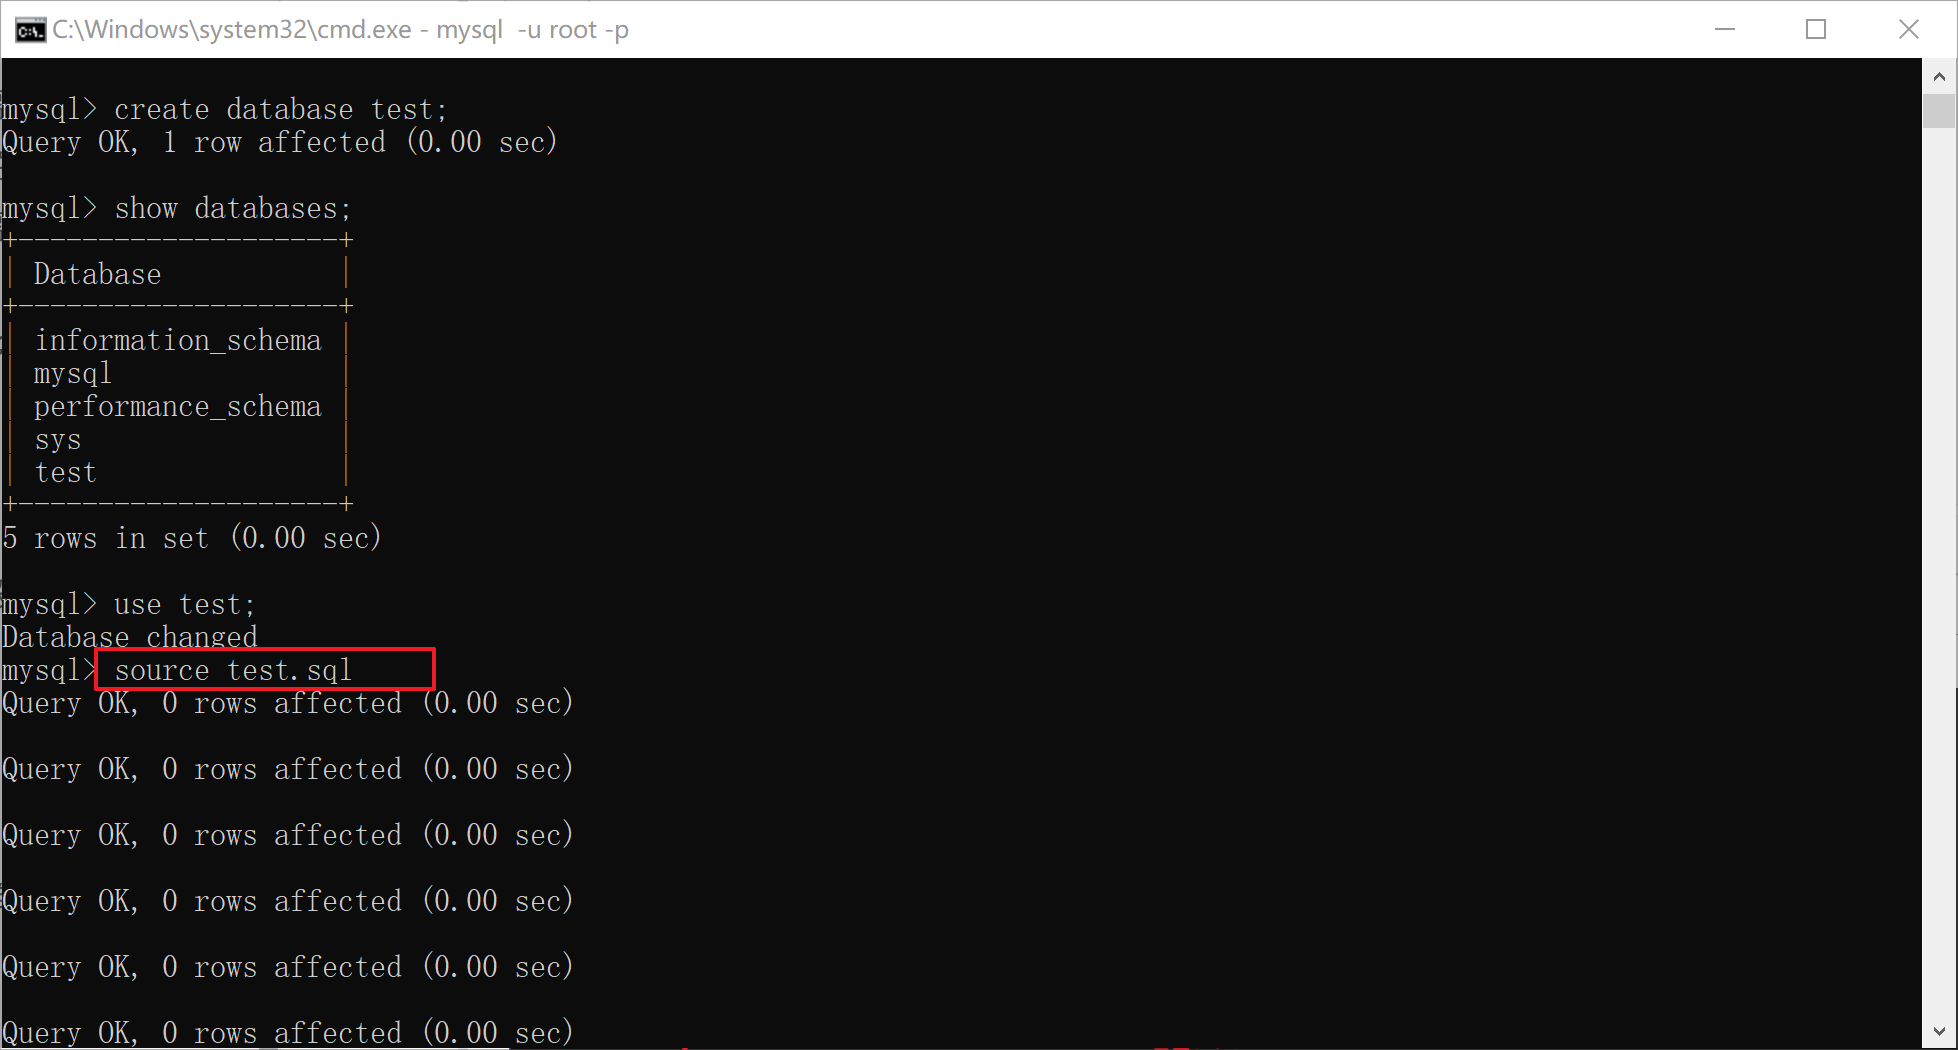 C:\Windows\system32\cmd.exe - mysql  -u root -p
mysql> create database test;
Query OK, 1 row affected (0.00 sec)
mysql> show databases;
+--------------------+
| Database           |
+--------------------+
| information_schema |
| mysql              |
| performance_schema |
| sys                |
| test               |
+--------------------+
5 rows in set (0.00 sec)
mysql> use test;
Database changed
mysql> source test.sql
Query OK, 0 rows affected (0.00 sec)
Query OK, 0 rows affected (0.00 sec)
Query OK, 0 rows affected (0.00 sec)
Query OK, 0 rows affected (0.00 sec)
Query OK, 0 rows affected (0.00 sec)
Query OK, 0 rows affected (0.00 sec)